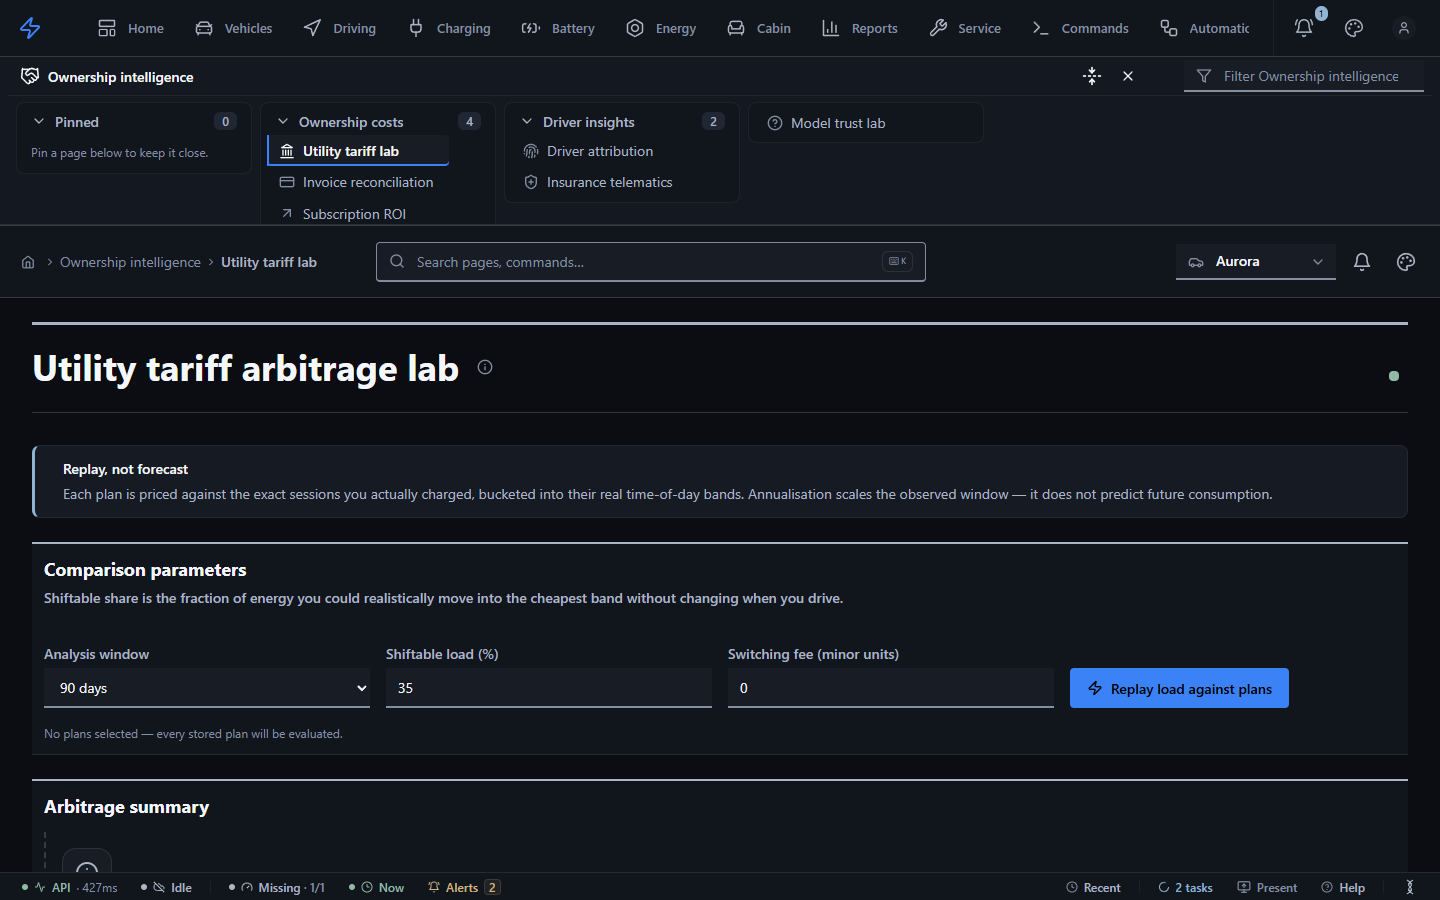 Home Vehicles Driving Charging Battery Energy Cabin Reports Service Commands Automatic 1
Ownership intelligence Filter Ownership intelligence
Pinned 0
Pin a page below to keep it close.
Ownership costs 4
Utility tariff lab
Invoice reconciliation
Subscription ROI
Driver insights 2
Driver attribution
Insurance telematics
Model trust lab
Ownership intelligence Utility tariff lab Search pages, commands... K Aurora
Utility tariff arbitrage lab
Replay, not forecast
Each plan is priced against the exact sessions you actually charged, bucketed into their real time-of-day bands. Annualisation scales the observed window — it does not predict future consumption.
Comparison parameters
Shiftable share is the fraction of energy you could realistically move into the cheapest band without changing when you drive.
Analysis window Shiftable load (%) Switching fee (minor units)
90 days 35 0 Replay load against plans
No plans selected — every stored plan will be evaluated.
Arbitrage summary
API · 427ms Idle Missing · 1/1 Now Alerts 2 Recent 2 tasks Present Help